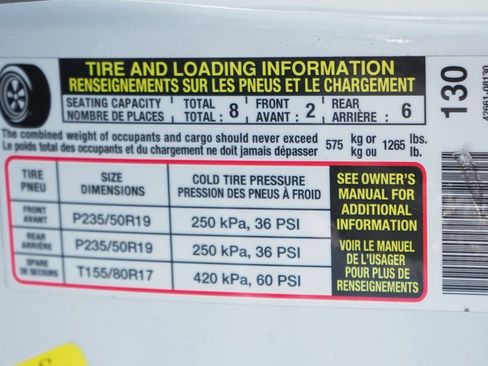 TIRE AND LOADING INFORMATION
RENSEIGNEMENTS SUR LES PNEUS ET LE CHARGEMENT
SEATING CAPACITY TOTAL FRONT REAR
NOMBRE DE PLACES TOTAL : 8 AVANT : 2 ARRIÈRE : 6
The combined weight of occupants and cargo should never exceed 575 kg or 1265 lbs.
Le poids total des occupants et du chargement ne doit jamais dépasser kg ou lb.
TIRE SIZE COLD TIRE PRESSURE
PNEU DIMENSIONS PRESSION DES PNEUS À FROID
FRONT
AVANT P235/50R19 250 kPa, 36 PSI
REAR
ARRIÈRE P235/50R19 250 kPa, 36 PSI
SPARE
DE SECOURS T155/80R17 420 kPa, 60 PSI
SEE OWNER'S
MANUAL FOR
ADDITIONAL
INFORMATION
VOIR LE MANUEL
DE L'USAGER
POUR PLUS DE
RENSEIGNEMENTS
130
42661-08130